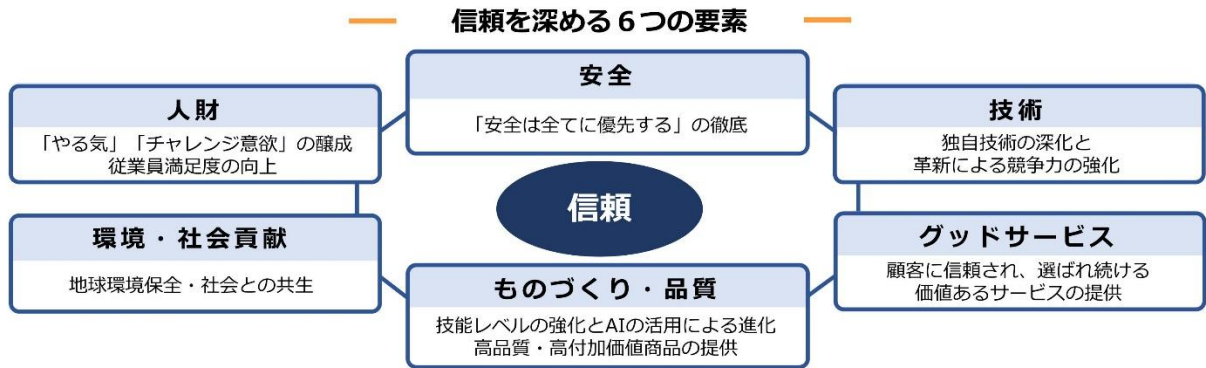 信頼を深める６つの要素
安全
「安全は全てに優先する」の徹底
人財
「やる気」「チャレンジ意欲」の醸成
従業員満足度の向上
技術
独自技術の深化と
革新による競争力の強化
信頼
環境・社会貢献
地球環境保全・社会との共生
グッドサービス
顧客に信頼され、選ばれ続ける
価値あるサービスの提供
ものづくり・品質
技能レベルの強化とAIの活用による進化
高品質・高付加価値商品の提供